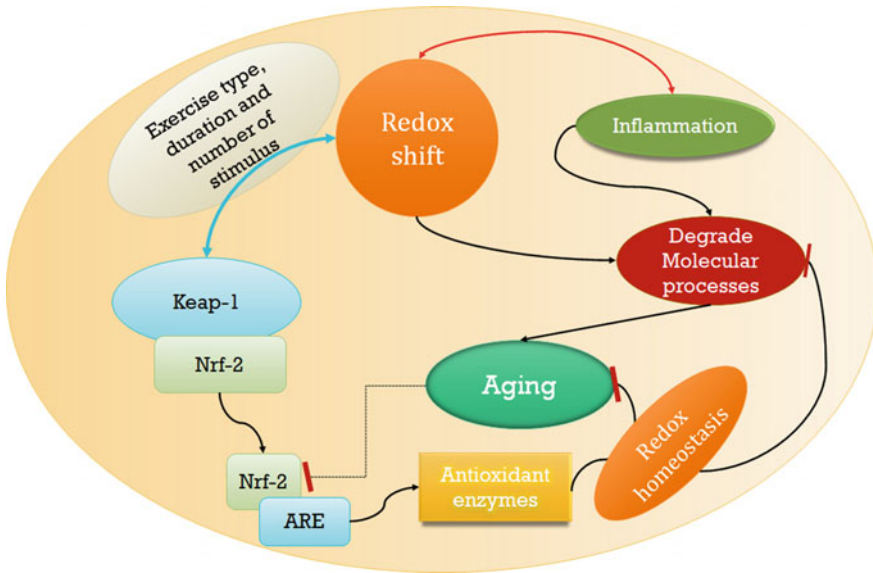 Exercise type,
duration and
number of
stimulus
Redox
shift
Inflammation
Degrade
Molecular
processes
Keap-1
Nrf-2
Aging
Redox
homeostasis
Nrf-2
ARE
Antioxidant
enzymes